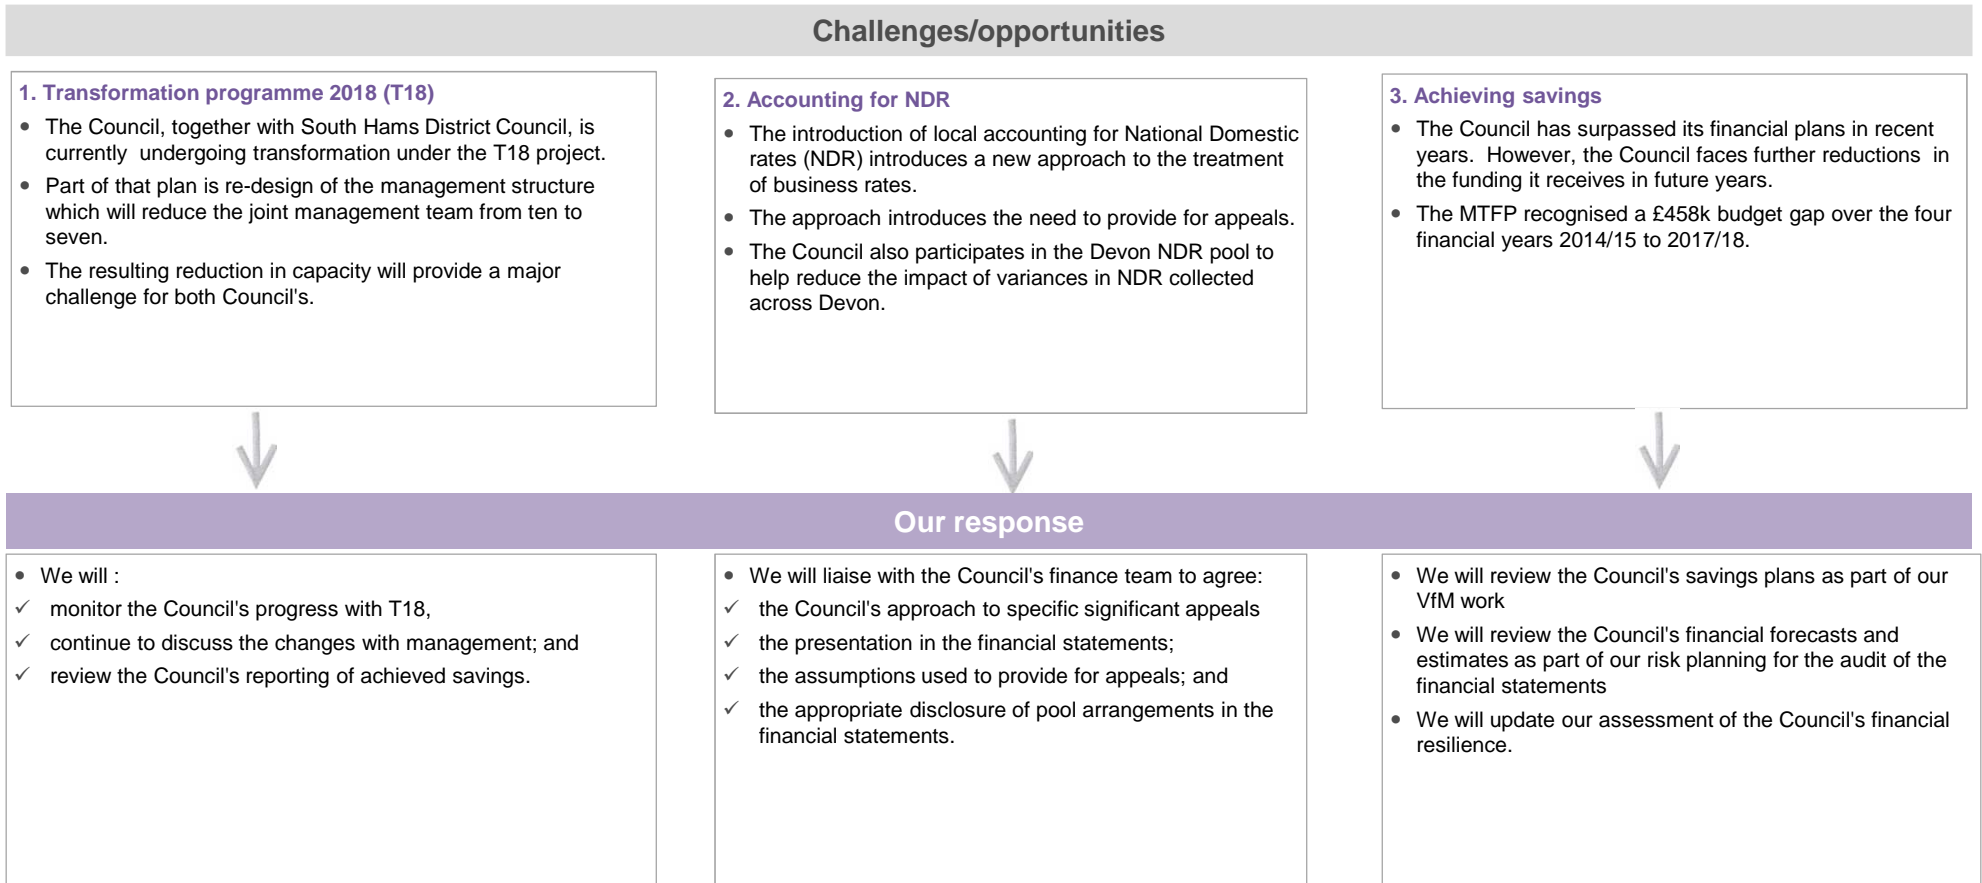 Challenges/opportunities
1. Transformation programme 2018 (T18)
• The Council, together with South Hams District Council, is
currently undergoing transformation under the T18 project.
• Part of that plan is re-design of the management structure
which will reduce the joint management team from ten to
seven.
• The resulting reduction in capacity will provide a major
challenge for both Council's.
2. Accounting for NDR
• The introduction of local accounting for National Domestic
rates (NDR) introduces a new approach to the treatment
of business rates.
• The approach introduces the need to provide for appeals.
• The Council also participates in the Devon NDR pool to
help reduce the impact of variances in NDR collected
across Devon.
3. Achieving savings
• The Council has surpassed its financial plans in recent
years. However, the Council faces further reductions in
the funding it receives in future years.
• The MTFP recognised a £458k budget gap over the four
financial years 2014/15 to 2017/18.
Our response
• We will :
✓ monitor the Council's progress with T18,
✓ continue to discuss the changes with management; and
✓ review the Council's reporting of achieved savings.
• We will liaise with the Council's finance team to agree:
✓ the Council's approach to specific significant appeals
✓ the presentation in the financial statements;
✓ the assumptions used to provide for appeals; and
✓ the appropriate disclosure of pool arrangements in the
financial statements.
• We will review the Council's savings plans as part of our
VfM work
• We will review the Council's financial forecasts and
estimates as part of our risk planning for the audit of the
financial statements
• We will update our assessment of the Council's financial
resilience.